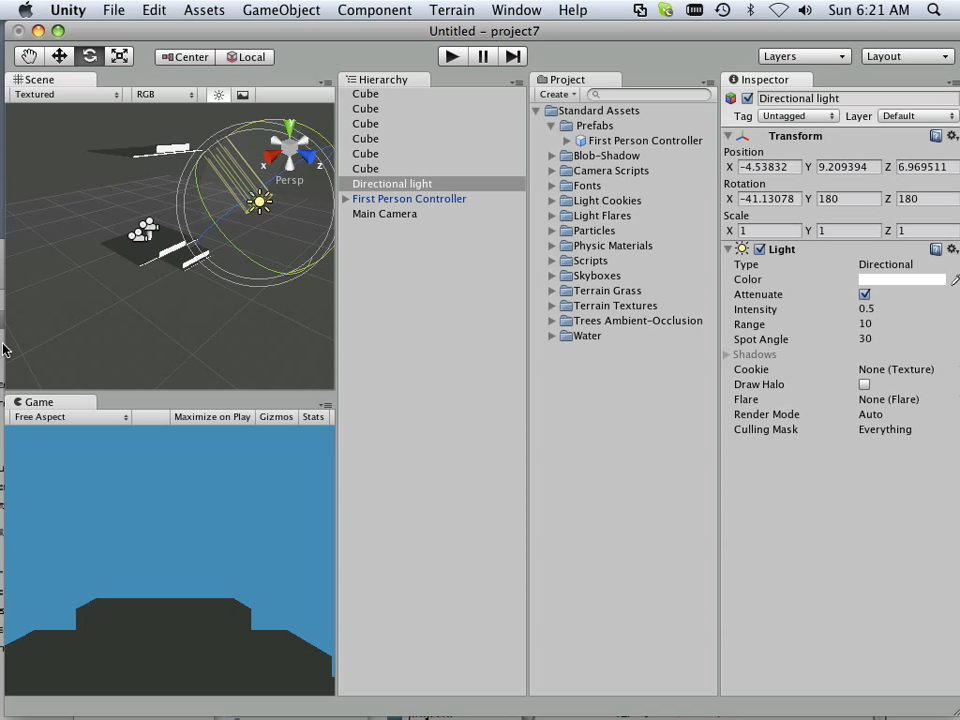 Unity File Edit Assets GameObject Component Terrain Window Help Sun 6:21 AM
Untitled - project7
Center Local Layers Layout
Scene
Textured RGB
Persp
x
y
z
Game
Free Aspect Maximize on Play Gizmos Stats
Hierarchy
Cube
Cube
Cube
Cube
Cube
Cube
Directional light
First Person Controller
Main Camera
Project
Create
Standard Assets
Prefabs
First Person Controller
Blob-Shadow
Camera Scripts
Fonts
Light Cookies
Light Flares
Particles
Physic Materials
Scripts
Skyboxes
Terrain Grass
Terrain Textures
Trees Ambient-Occlusion
Water
Inspector
Directional light
Tag Untagged Layer Default
Transform
Position
X -4.53832 Y 9.209394 Z 6.969511
Rotation
X -41.13078 Y 180 Z 180
Scale
X 1 Y 1 Z 1
Light
Type Directional
Color
Attenuate
Intensity 0.5
Range 10
Spot Angle 30
Shadows
Cookie None (Texture)
Draw Halo
Flare None (Flare)
Render Mode Auto
Culling Mask Everything